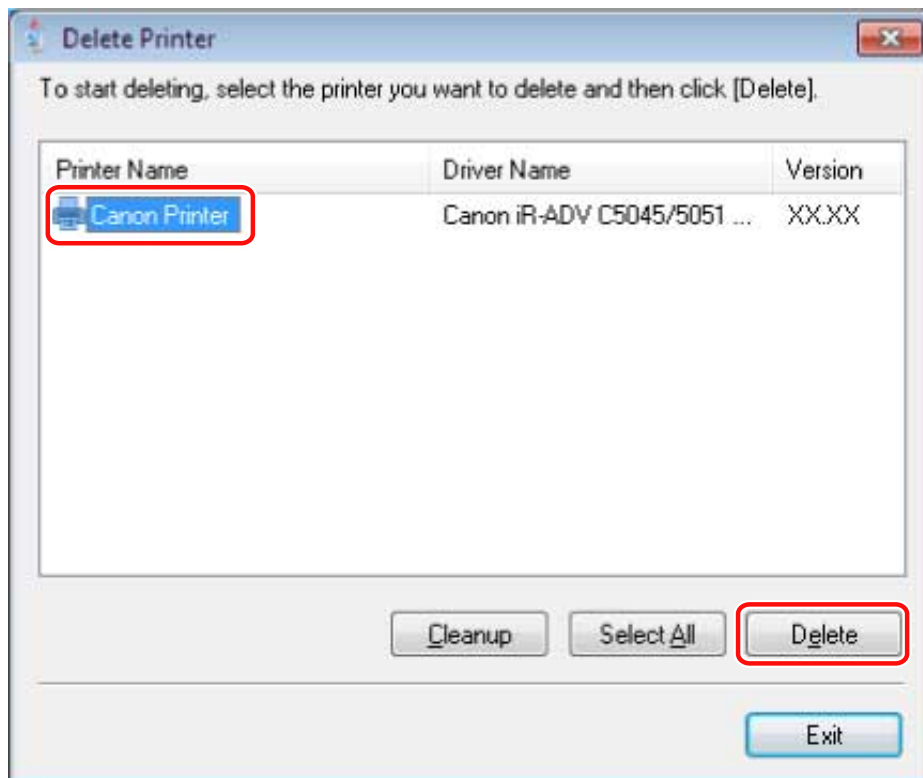 Delete Printer
To start deleting, select the printer you want to delete and then click [Delete].
Printer Name Driver Name Version
Canon Printer Canon iR-ADV C5045/5051 ... XX.XX
Cleanup Select All Delete
Exit